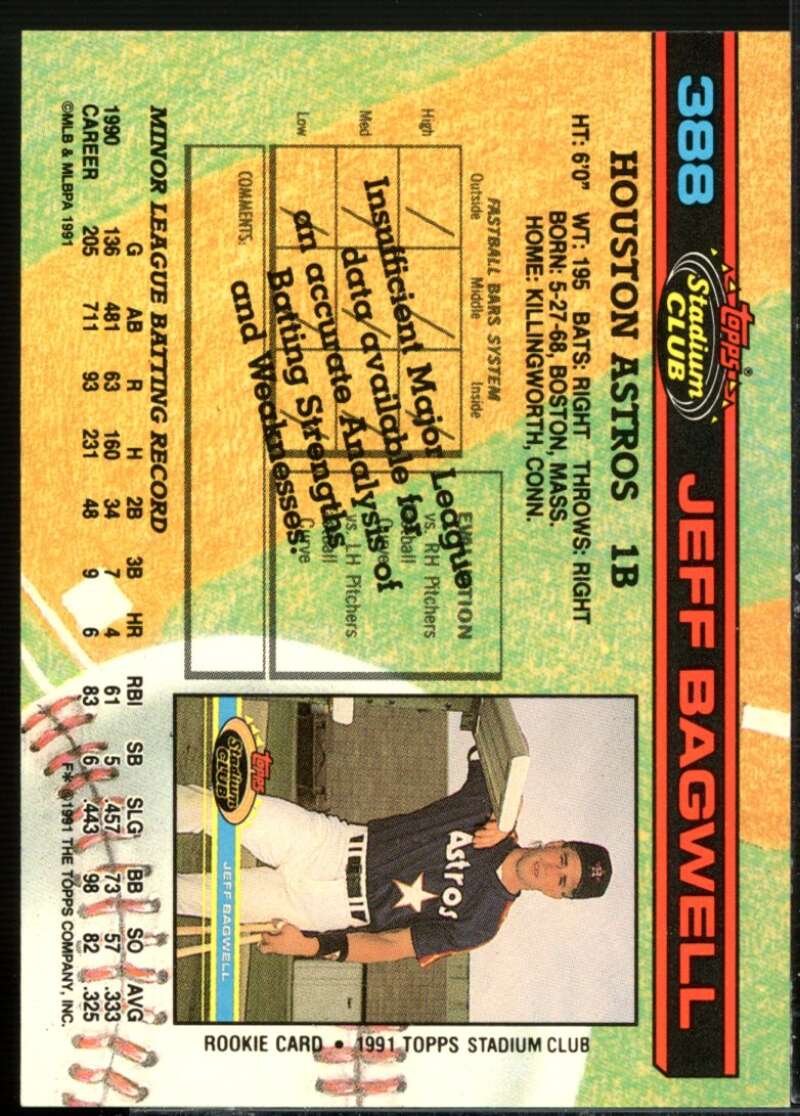 388
topps®
Stadium
CLUB
JEFF BAGWELL
HOUSTON ASTROS 1B
HT: 6'0" WT: 195 BATS: RIGHT THROWS: RIGHT
BORN: 5-27-68, BOSTON, MASS.
HOME: KILLINGWORTH, CONN.
FASTBALL BARS SYSTEM
Outside Middle Inside
High
Med
Low
EVALUATION
vs. RH Pitchers
Curve
vs. LH Pitchers
Curve
COMMENTS:
Insufficient Major League
data available for
an accurate Analysis of
Batting Strengths
and Weaknesses.
MINOR LEAGUE BATTING RECORD
G AB R H 2B 3B HR RBI SB SLG BB SO AVG
1990 136 481 63 160 34 7 4 61 5 .457 73 57 .333
CAREER 205 711 93 231 48 9 6 83 6 .443 98 82 .325
©MLB & MLBPA 1991
F* ©1991 THE TOPPS COMPANY, INC.
Astros
topps
Stadium
CLUB
JEFF BAGWELL
ROOKIE CARD • 1991 TOPPS STADIUM CLUB